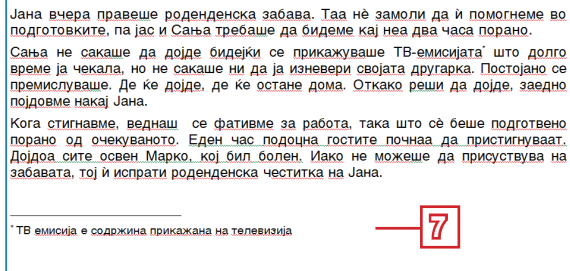 Јана вчера правеше роденденска забава. Таа нѐ замоли да ѝ помогнеме во
подготовките, па јас и Сања требаше да бидеме кај неа два часа порано.
Сања не сакаше да дојде бидејќи се прикажуваше ТВ-емисијата* што долго
време ја чекала, но не сакаше ни да ја изневери својата другарка. Постојано се
премислуваше. Де ќе дојде, де ќе остане дома. Откако реши да дојде, заедно
појдовме накај Јана.
Кога стигнавме, веднаш се фативме за работа, така што сѐ беше подготвено
порано од очекуваното. Еден час подоцна гостите почнаа да пристигнуваат.
Дојдоа сите освен Марко, кој бил болен. Иако не можеше да присуствува на
забавата, тој ѝ испрати роденденска честитка на Јана.
* ТВ емисија е содржина прикажана на телевизија
7